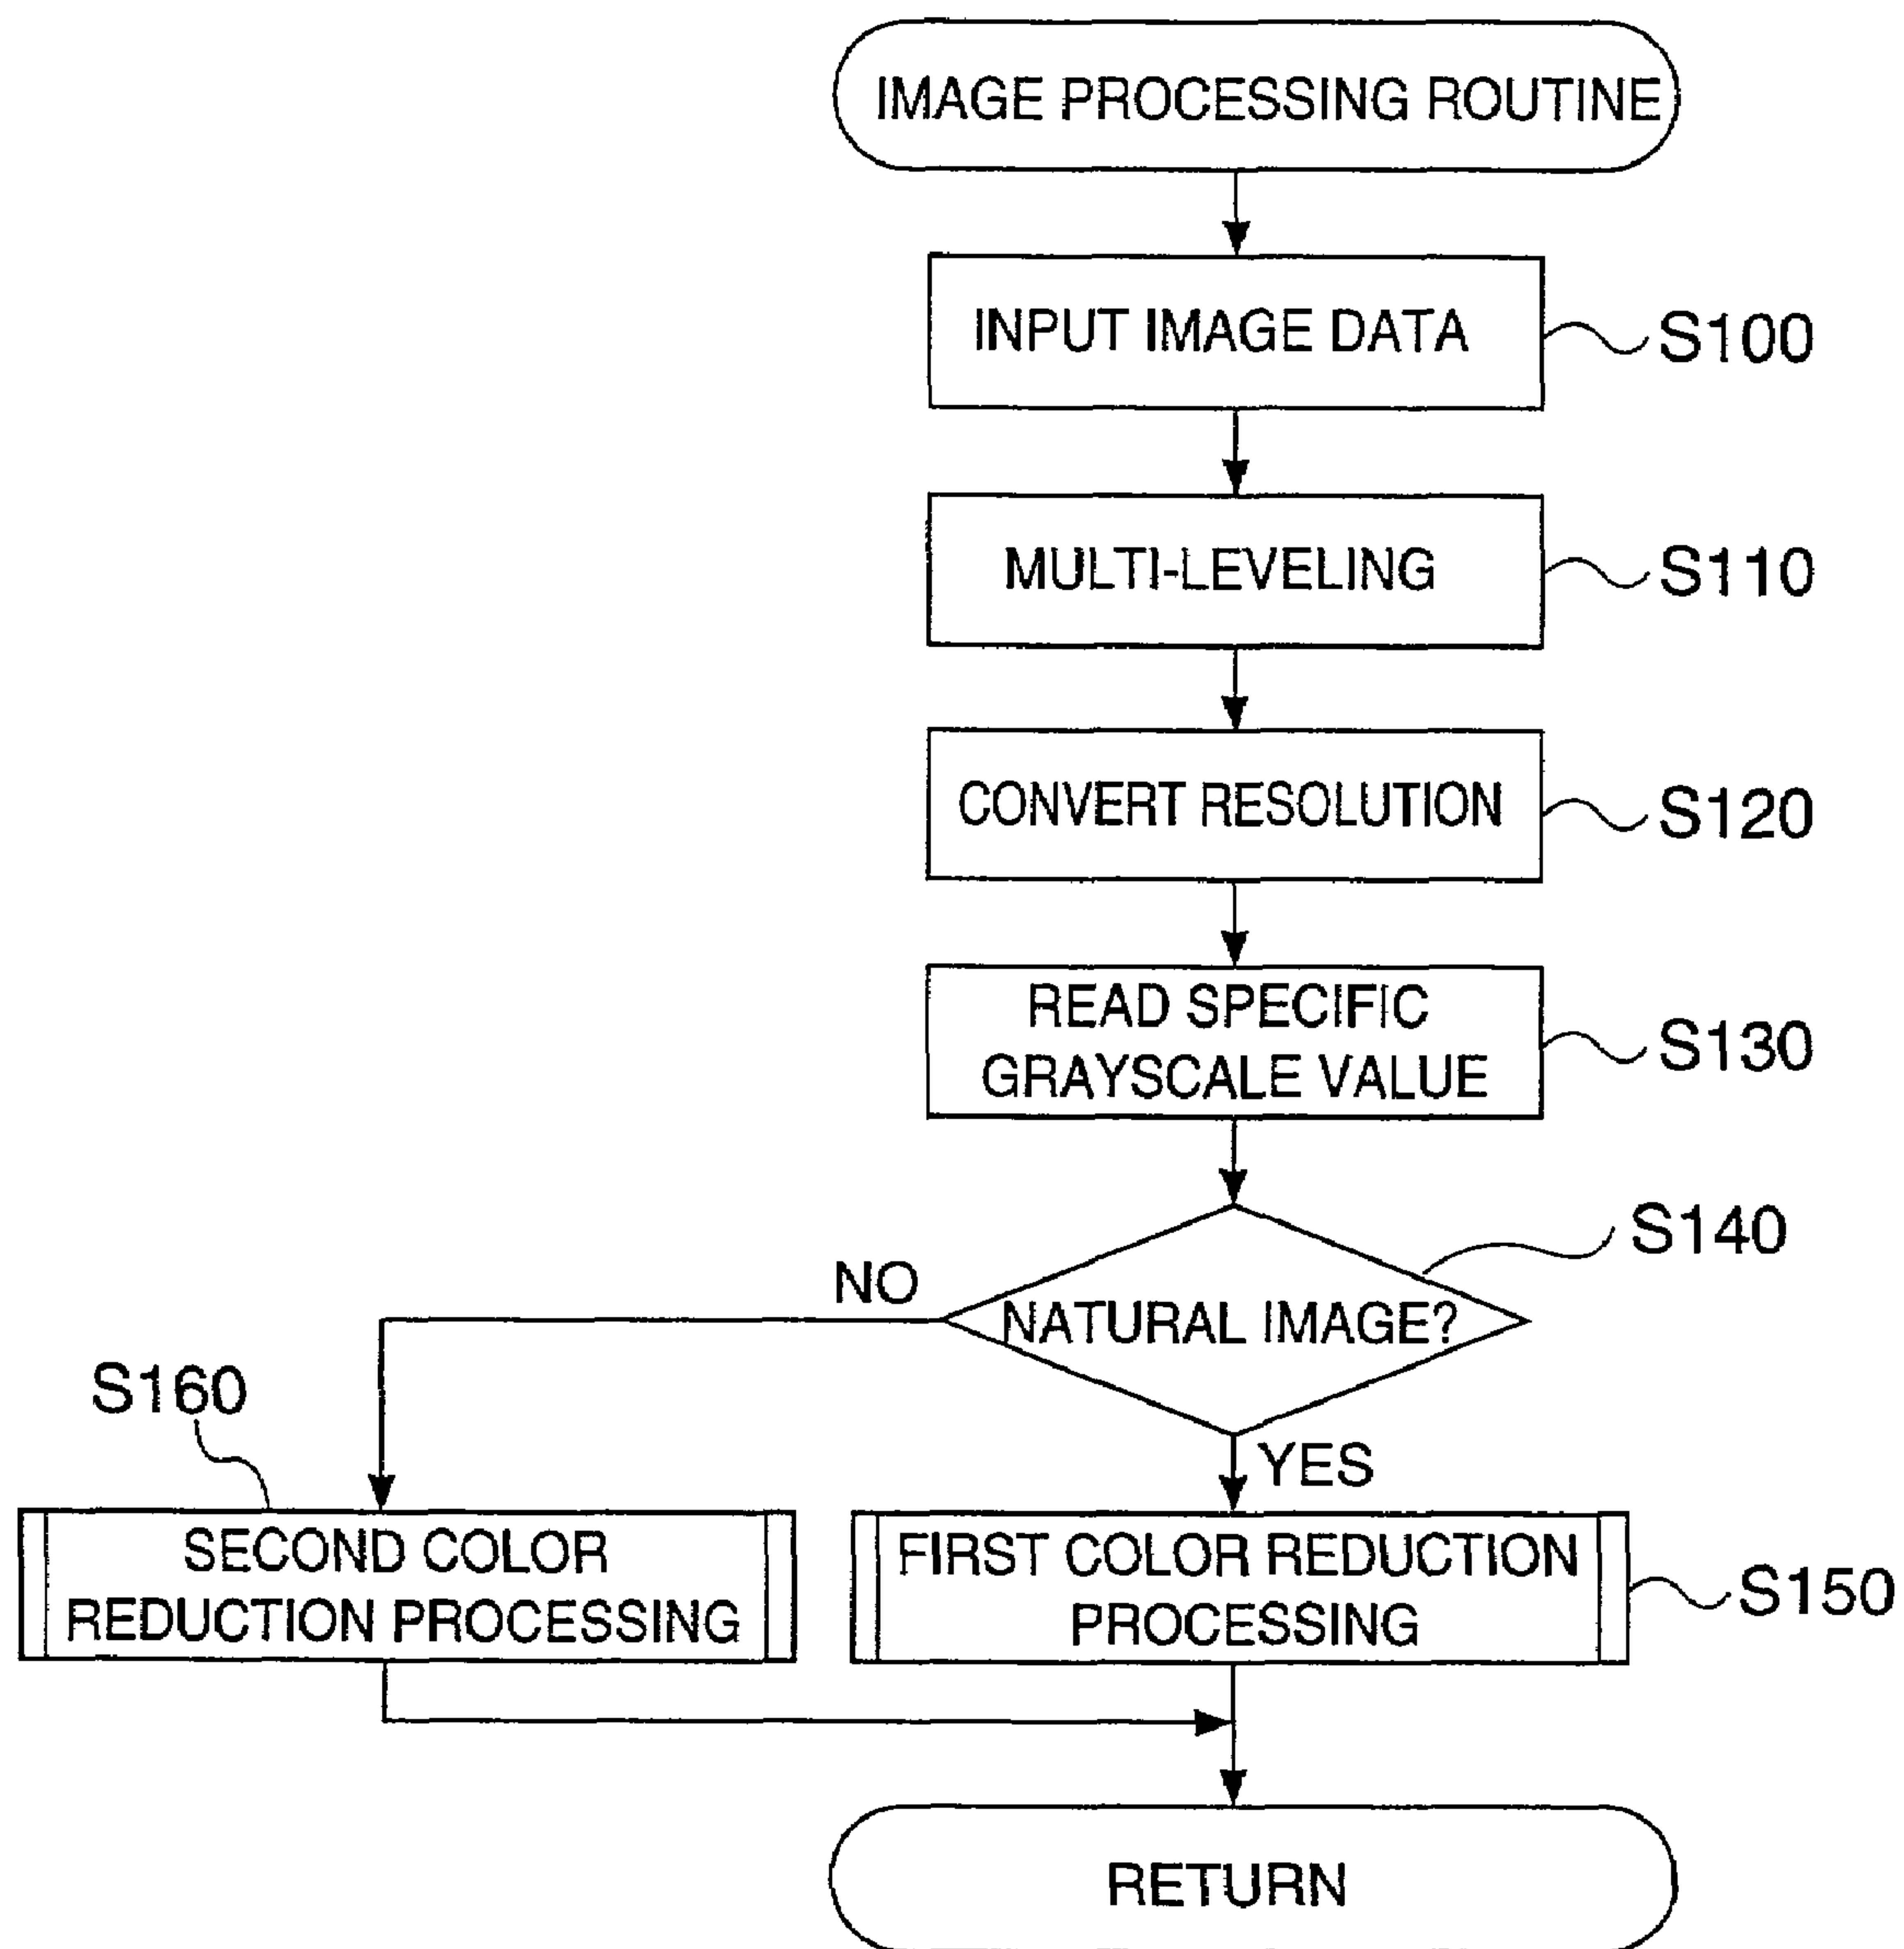 IMAGE PROCESSING ROUTINE
INPUT IMAGE DATA
S100
MULTI-LEVELING
S110
CONVERT RESOLUTION
S120
READ SPECIFIC
GRAYSCALE VALUE
S130
S140
NO
NATURAL IMAGE?
S160
YES
SECOND COLOR
REDUCTION PROCESSING
FIRST COLOR REDUCTION
PROCESSING
S150
RETURN